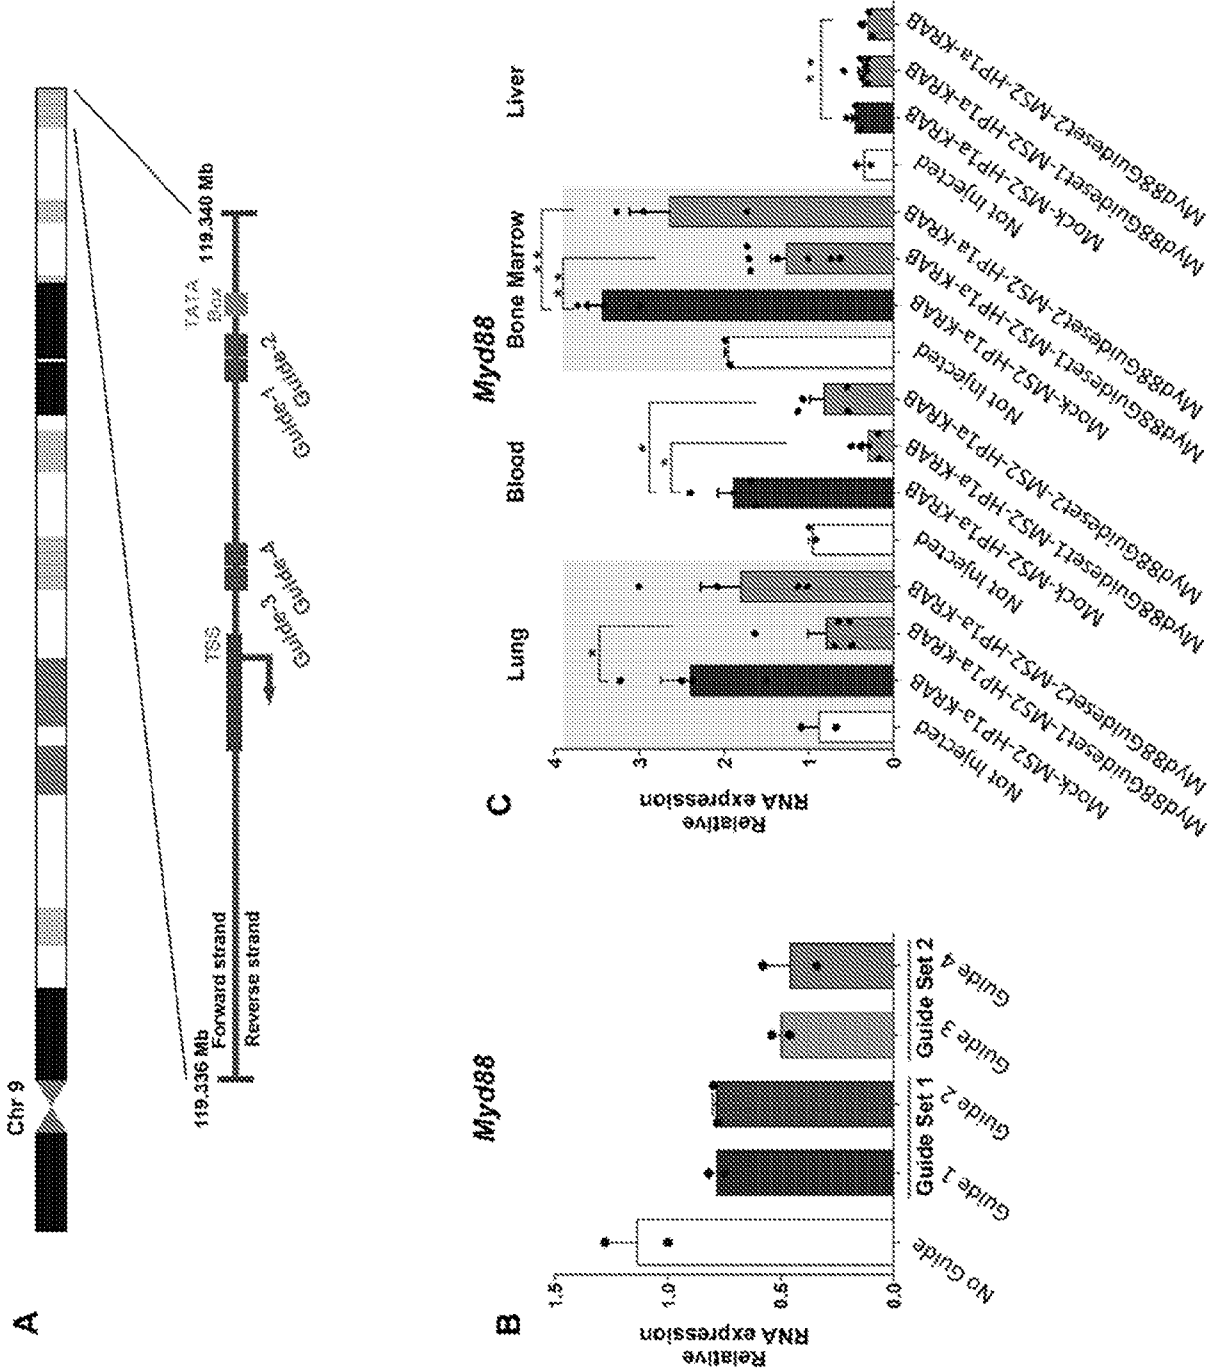 A
Chr 9
119.336 Mb
119.340 Mb
Forward strand
Reverse strand
TSS
TATA
Box
Guide-3
Guide-4
Guide-1
Guide-2
B
Myd88
Relative
RNA expression
1.5
1.0
0.5
0.0
No Guide
Guide 1
Guide 2
Guide 3
Guide 4
Guide Set 1
Guide Set 2
C
Myd88
Lung
Blood
Bone Marrow
Liver
Relative
RNA expression
4
3
2
1
0
*
*
*
**
**
**
Not Injected
Mock-MS2-HP1a-KRAB
Myd88Guideset1-MS2-HP1a-KRAB
Myd88Guideset2-MS2-HP1a-KRAB
Not Injected
Mock-MS2-HP1a-KRAB
Myd88Guideset1-MS2-HP1a-KRAB
Myd88Guideset2-MS2-HP1a-KRAB
Not Injected
Mock-MS2-HP1a-KRAB
Myd88Guideset1-MS2-HP1a-KRAB
Myd88Guideset2-MS2-HP1a-KRAB
Not Injected
Mock-MS2-HP1a-KRAB
Myd88Guideset1-MS2-HP1a-KRAB
Myd88Guideset2-MS2-HP1a-KRAB